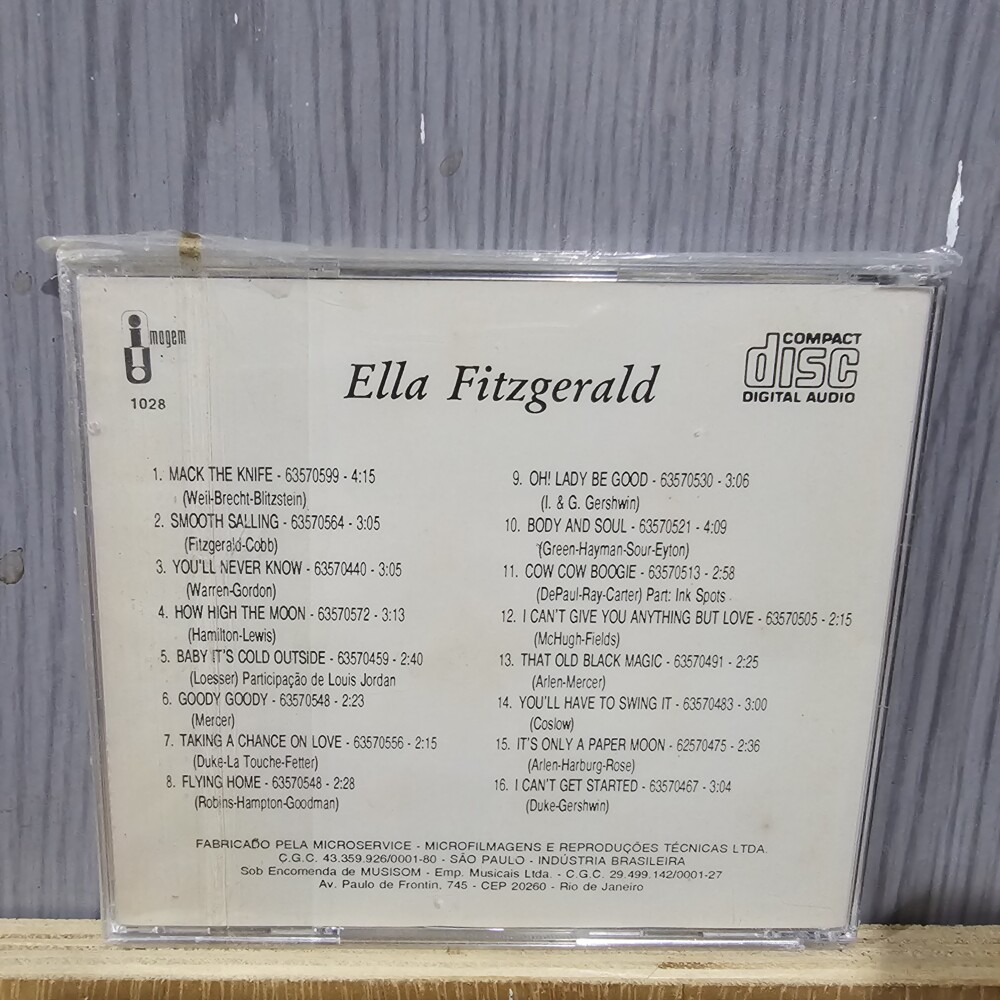 imagem
1028
Ella Fitzgerald
COMPACT
disc
DIGITAL AUDIO
1. MACK THE KNIFE - 63570599 - 4:15
(Weil-Brecht-Blitzstein)
2. SMOOTH SALLING - 63570564 - 3:05
(Fitzgerald-Cobb)
3. YOU'LL NEVER KNOW - 63570440 - 3:05
(Warren-Gordon)
4. HOW HIGH THE MOON - 63570572 - 3:13
(Hamilton-Lewis)
5. BABY IT'S COLD OUTSIDE - 63570459 - 2:40
(Loesser) Participação de Louis Jordan
6. GOODY GOODY - 63570548 - 2:23
(Mercer)
7. TAKING A CHANCE ON LOVE - 63570556 - 2:15
(Duke-La Touche-Fetter)
8. FLYING HOME - 63570548 - 2:28
(Robins-Hampton-Goodman)
9. OH! LADY BE GOOD - 63570530 - 3:06
(I. & G. Gershwin)
10. BODY AND SOUL - 63570521 - 4:09
(Green-Hayman-Sour-Eyton)
11. COW COW BOOGIE - 63570513 - 2:58
(DePaul-Ray-Carter) Part: Ink Spots
12. I CAN'T GIVE YOU ANYTHING BUT LOVE - 63570505 - 2:15
(McHugh-Fields)
13. THAT OLD BLACK MAGIC - 63570491 - 2:25
(Arlen-Mercer)
14. YOU'LL HAVE TO SWING IT - 63570483 - 3:00
(Coslow)
15. IT'S ONLY A PAPER MOON - 62570475 - 2:36
(Arlen-Harburg-Rose)
16. I CAN'T GET STARTED - 63570467 - 3:04
(Duke-Gershwin)
FABRICADO PELA MICROSERVICE - MICROFILMAGENS E REPRODUÇÕES TÉCNICAS LTDA.
C.G.C. 43.359.926/0001-80 - SÃO PAULO - INDÚSTRIA BRASILEIRA
Sob Encomenda de MUSISOM - Emp. Musicais Ltda. - C.G.C. 29.499.142/0001-27
Av. Paulo de Frontin, 745 - CEP 20260 - Rio de Janeiro